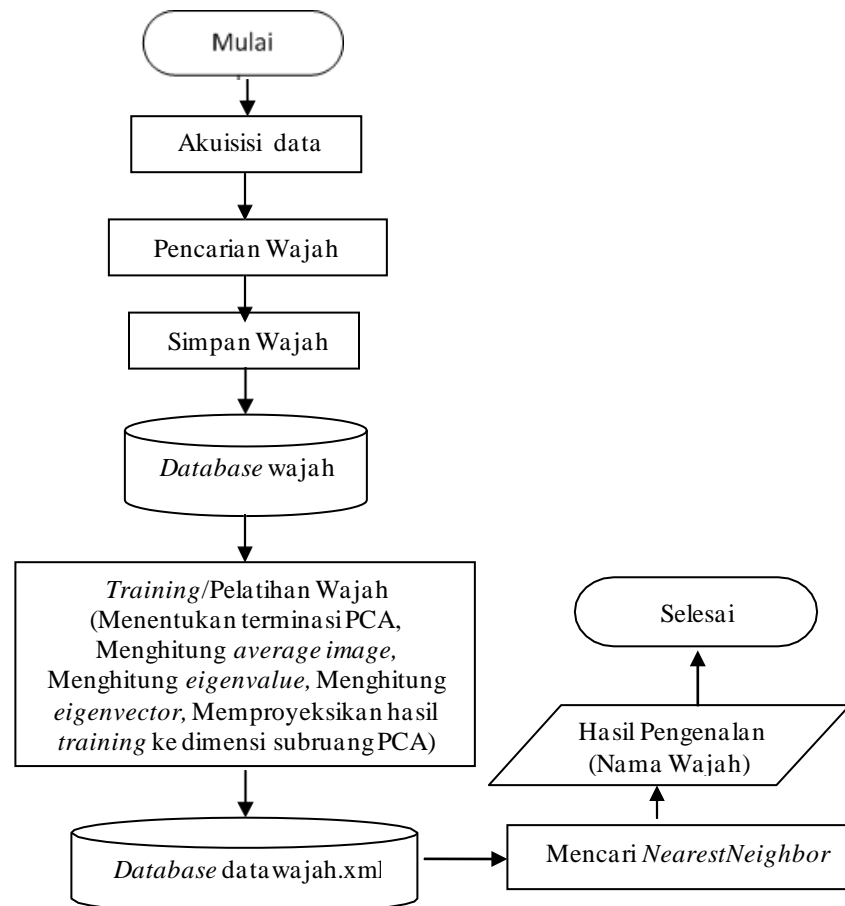 Mulai
Akuisisi data
Pencarian Wajah
Simpan Wajah
Database wajah
Training/Pelatihan Wajah
(Menentukan terminasi PCA,
Menghitung average image,
Menghitung eigenvalue, Menghitung
eigenvector, Memproyeksikan hasil
training ke dimensi subruang PCA)
Database datawajah.xml
Mencari NearestNeighbor
Hasil Pengenalan
(Nama Wajah)
Selesai